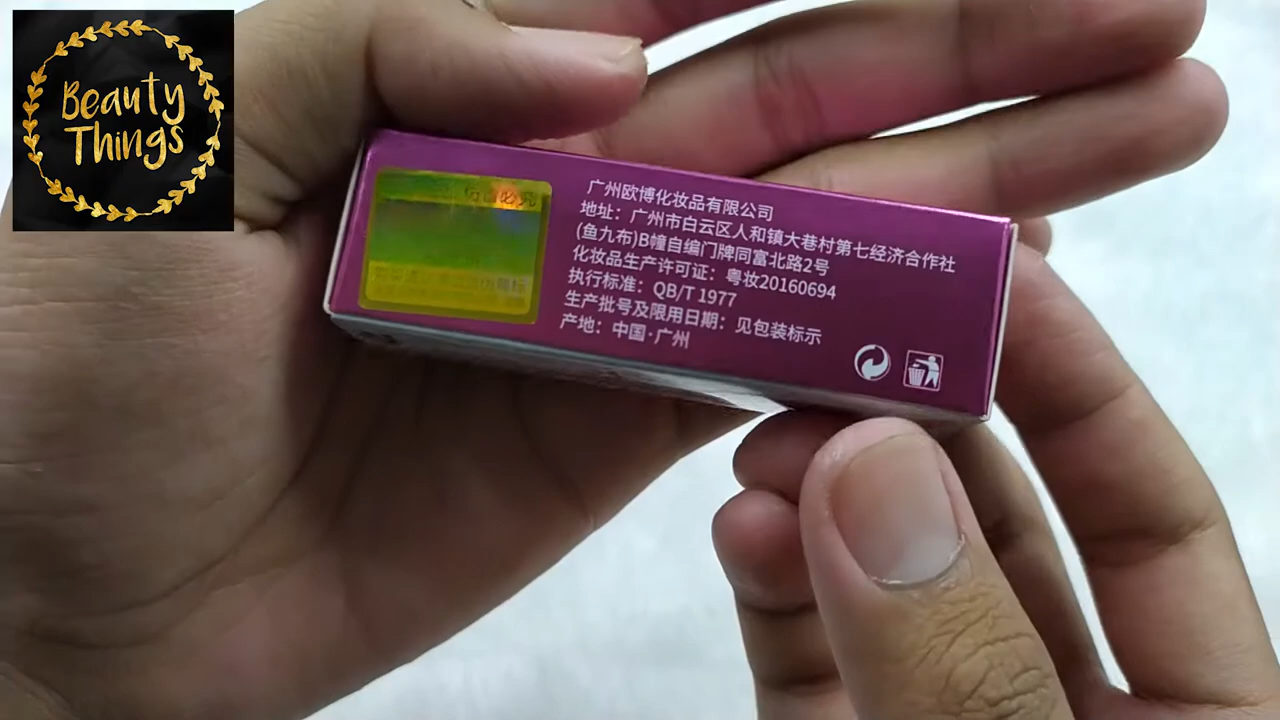 Beauty
Things
仿冒必究
广州欧博化妆品有限公司
地址：广州市白云区人和镇大巷村第七经济合作社
(鱼九布)B幢自编门牌同富北路2号
化妆品生产许可证：粤妆20160694
执行标准：QB/T 1977
生产批号及限用日期：见包装标示
产地：中国·广州